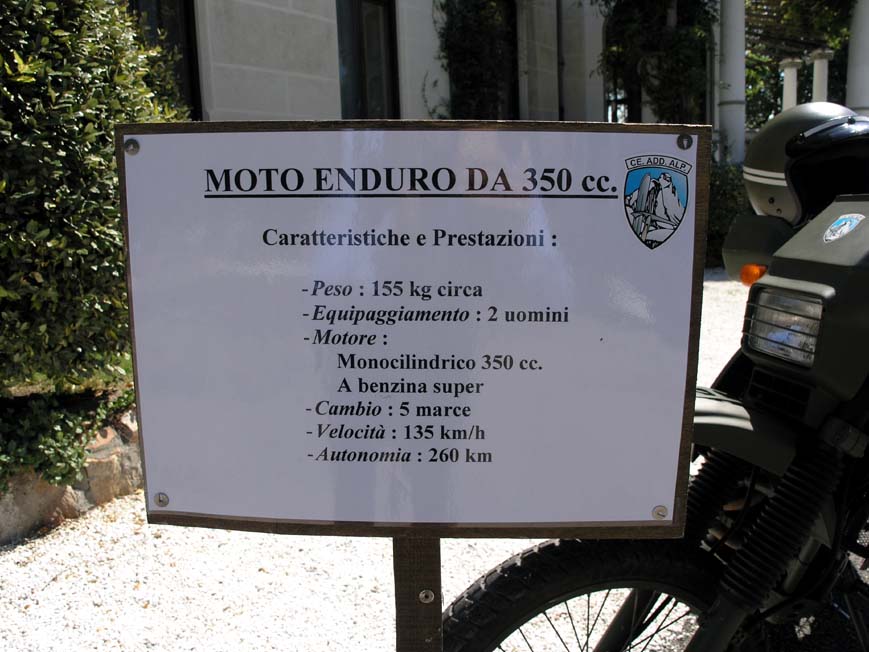 MOTO ENDURO DA 350 cc.
CE. ADD. ALP.
Caratteristiche e Prestazioni :
-Peso : 155 kg circa
-Equipaggiamento : 2 uomini
-Motore :
Monocilindrico 350 cc.
A benzina super
-Cambio : 5 marce
-Velocità : 135 km/h
-Autonomia : 260 km